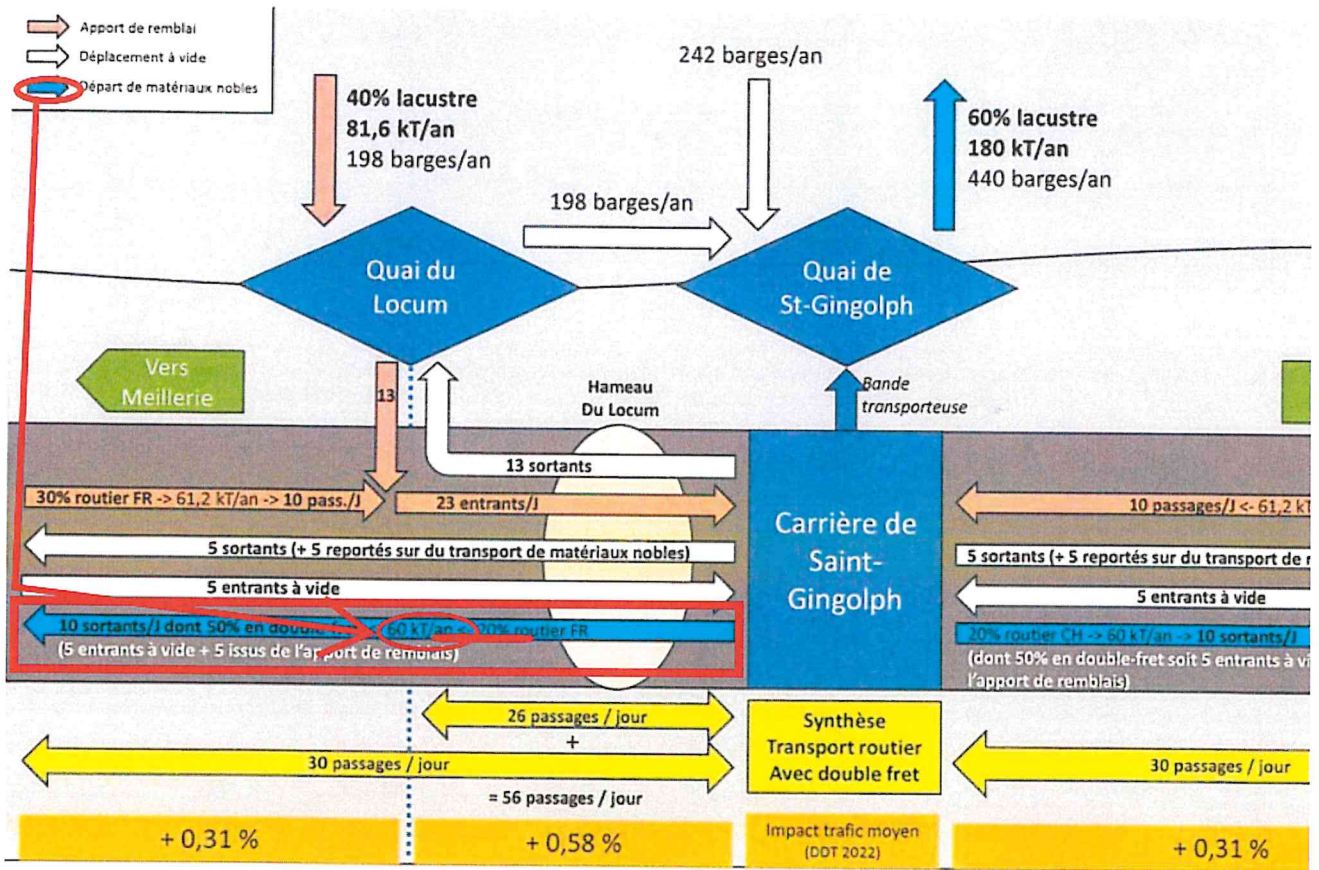 Apport de remblai
Déplacement à vide
Départ de matériaux nobles
40% lacustre
81,6 kT/an
198 barges/an
242 barges/an
60% lacustre
180 kT/an
440 barges/an
198 barges/an
Quai du
Locum
Quai de
St-Gingolph
Vers
Meillerie
13
Hameau
Du Locum
Bande
transporteuse
13 sortants
30% routier FR -> 61,2 kT/an -> 10 pass./J
23 entrants/J
10 passages/J <- 61,2 kT
5 sortants (+ 5 reportés sur du transport de matériaux nobles)
5 entrants à vide
10 sortants/J dont 50% en double 60 kT/an <- 20% routier FR
(5 entrants à vide + 5 issus de l'apport de remblais)
Carrière de
Saint-
Gingolph
5 sortants (+ 5 reportés sur du transport de
5 entrants à vide
20% routier CH -> 60 kT/an -> 10 sortants/J
(dont 50% en double-fret soit 5 entrants à vi
l'apport de remblais)
26 passages / jour
+
30 passages / jour
= 56 passages / jour
Synthèse
Transport routier
Avec double fret
30 passages / jour
+ 0,31 %
+ 0,58 %
Impact trafic moyen
(DDT 2022)
+ 0,31 %